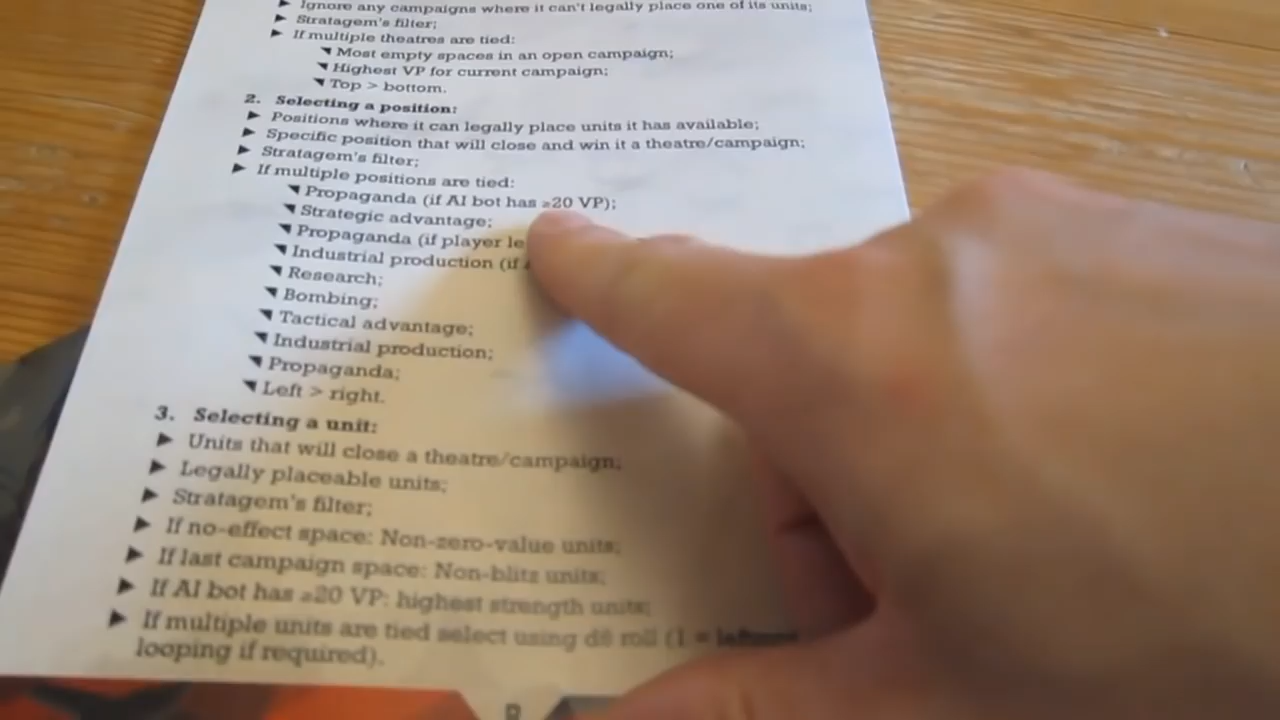 Ignore any campaigns where it can't legally place one of its units;
Stratagem's filter;
If multiple theatres are tied:
Most empty spaces in an open campaign;
Highest VP for current campaign;
Top > bottom.
2. Selecting a position:
Positions where it can legally place units it has available;
Specific position that will close and win it a theatre/campaign;
Stratagem's filter;
If multiple positions are tied:
Propaganda (if AI bot has ≥20 VP);
Strategic advantage;
Propaganda (if player le
Industrial production (if
Research;
Bombing;
Tactical advantage;
Industrial production;
Propaganda;
Left > right.
3. Selecting a unit:
Units that will close a theatre/campaign;
Legally placeable units;
Stratagem's filter;
If no-effect space: Non-zero-value units;
If last campaign space: Non-blitz units;
If AI bot has ≥20 VP: highest strength units;
If multiple units are tied select using d6 roll (1 = leftmost
looping if required).